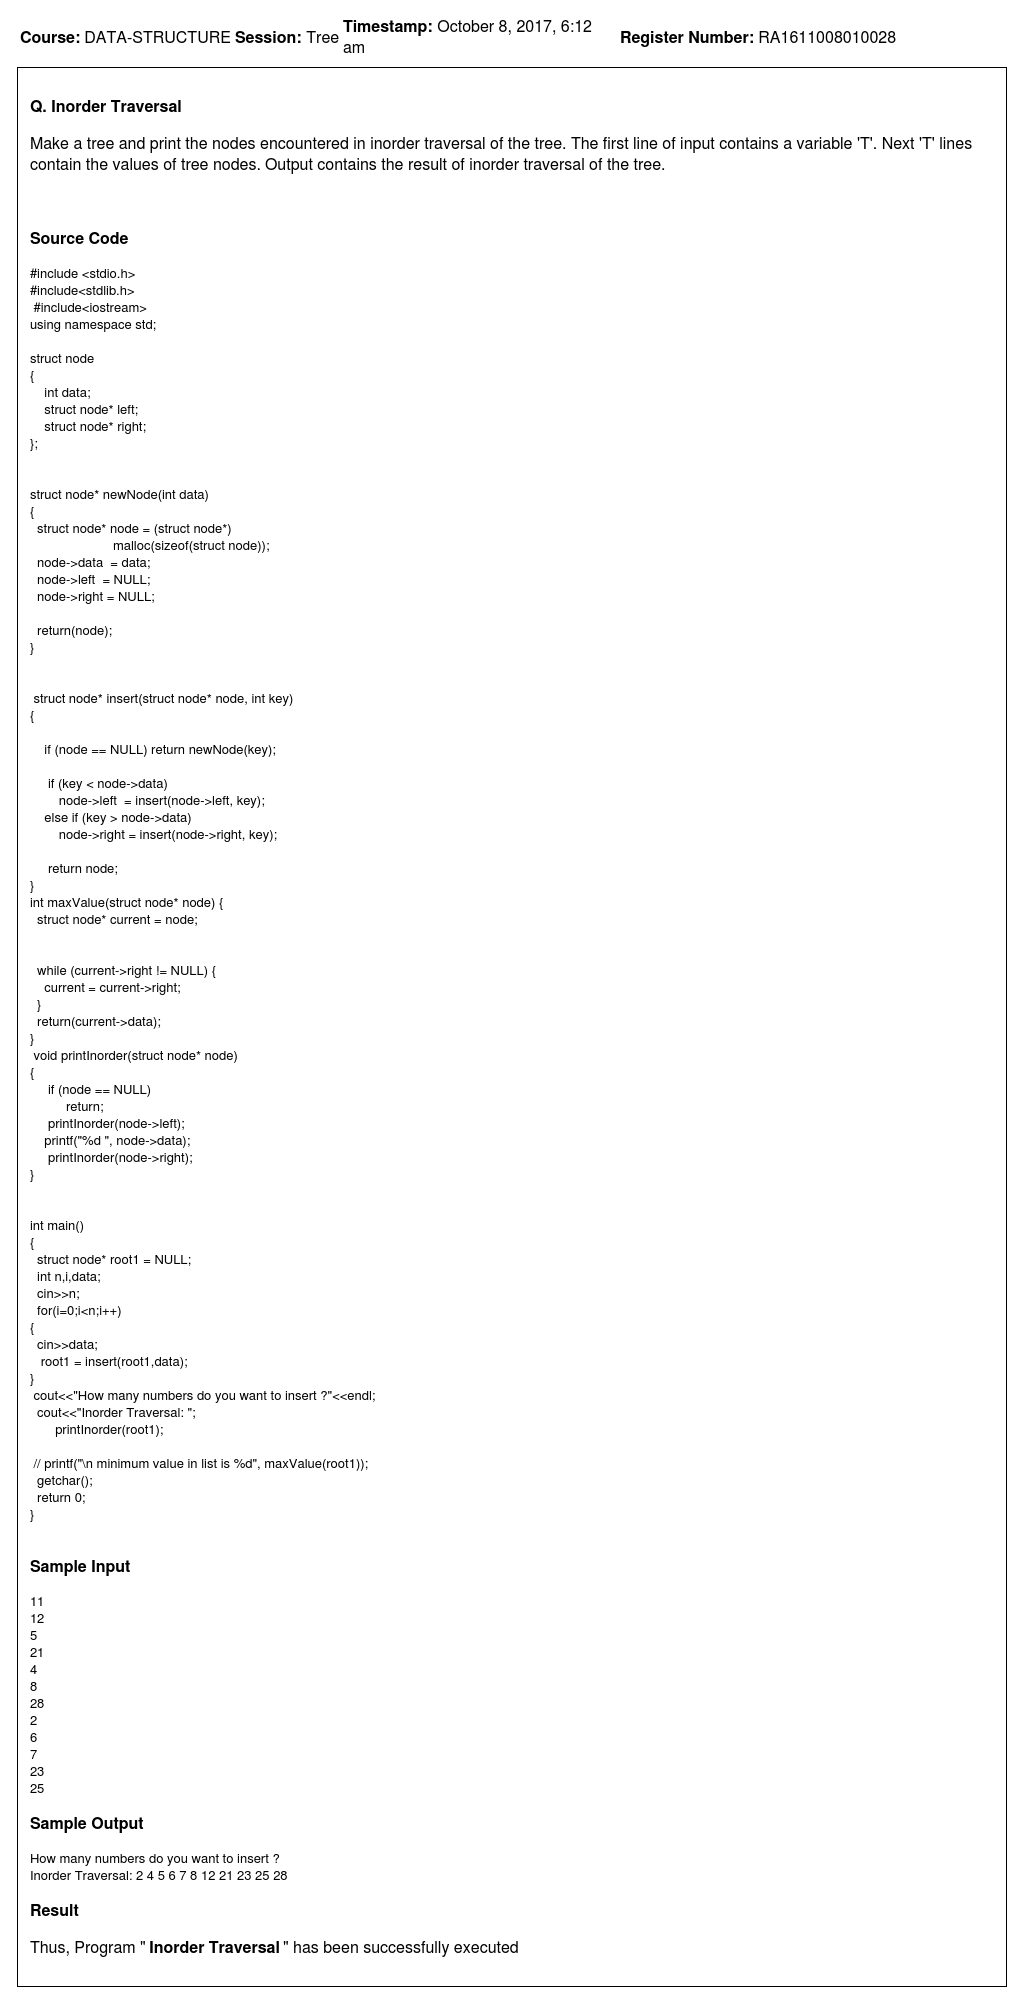 Course: DATA-STRUCTURE Session: Tree Timestamp: October 8, 2017, 6:12 am Register Number: RA1611008010028
Q. Inorder Traversal
Make a tree and print the nodes encountered in inorder traversal of the tree. The first line of input contains a variable 'T'. Next 'T' lines
contain the values of tree nodes. Output contains the result of inorder traversal of the tree.
Source Code
#include <stdio.h>
#include<stdlib.h>
 #include<iostream>
using namespace std;

struct node
{
    int data;
    struct node* left;
    struct node* right;
};

struct node* newNode(int data)
{
  struct node* node = (struct node*)
                       malloc(sizeof(struct node));
  node->data  = data;
  node->left  = NULL;
  node->right = NULL;

  return(node);
}

 struct node* insert(struct node* node, int key)
{

    if (node == NULL) return newNode(key);

     if (key < node->data)
        node->left  = insert(node->left, key);
    else if (key > node->data)
        node->right = insert(node->right, key);

     return node;
}
int maxValue(struct node* node) {
  struct node* current = node;

  while (current->right != NULL) {
    current = current->right;
  }
  return(current->data);
}
 void printInorder(struct node* node)
{
     if (node == NULL)
          return;
     printInorder(node->left);
    printf("%d ", node->data);
     printInorder(node->right);
}

int main()
{
  struct node* root1 = NULL;
  int n,i,data;
  cin>>n;
  for(i=0;i<n;i++)
{
  cin>>data;
   root1 = insert(root1,data);
}
 cout<<"How many numbers do you want to insert ?"<<endl;
  cout<<"Inorder Traversal: ";
       printInorder(root1);

 // printf("\n minimum value in list is %d", maxValue(root1));
  getchar();
  return 0;
}
Sample Input
11
12
5
21
4
8
28
2
6
7
23
25
Sample Output
How many numbers do you want to insert ?
Inorder Traversal: 2 4 5 6 7 8 12 21 23 25 28
Result
Thus, Program " Inorder Traversal " has been successfully executed